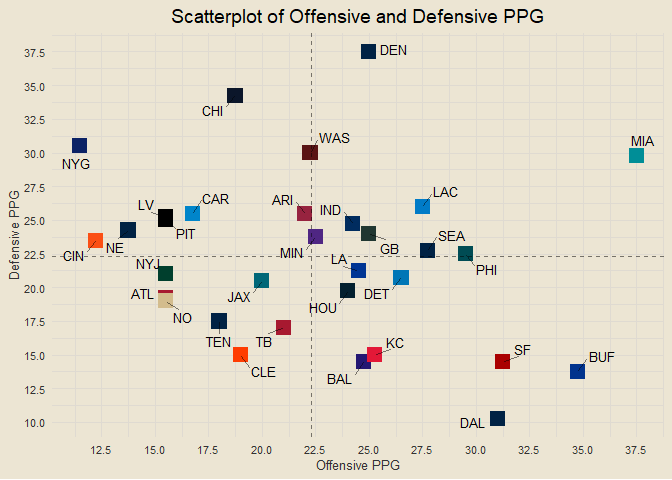 Scatterplot of Offensive and Defensive PPG
Defensive PPG
37.5
35.0
32.5
30.0
27.5
25.0
22.5
20.0
17.5
15.0
12.5
10.0
DEN
CHI
WAS
MIA
NYG
LV
CAR
ARI
IND
LAC
PIT
CIN
NE
MIN
GB
SEA
PHI
NYJ
LA
ATL
JAX
HOU
DET
NO
TEN
TB
CLE
KC
BAL
SF
BUF
DAL
12.5 15.0 17.5 20.0 22.5 25.0 27.5 30.0 32.5 35.0 37.5
Offensive PPG